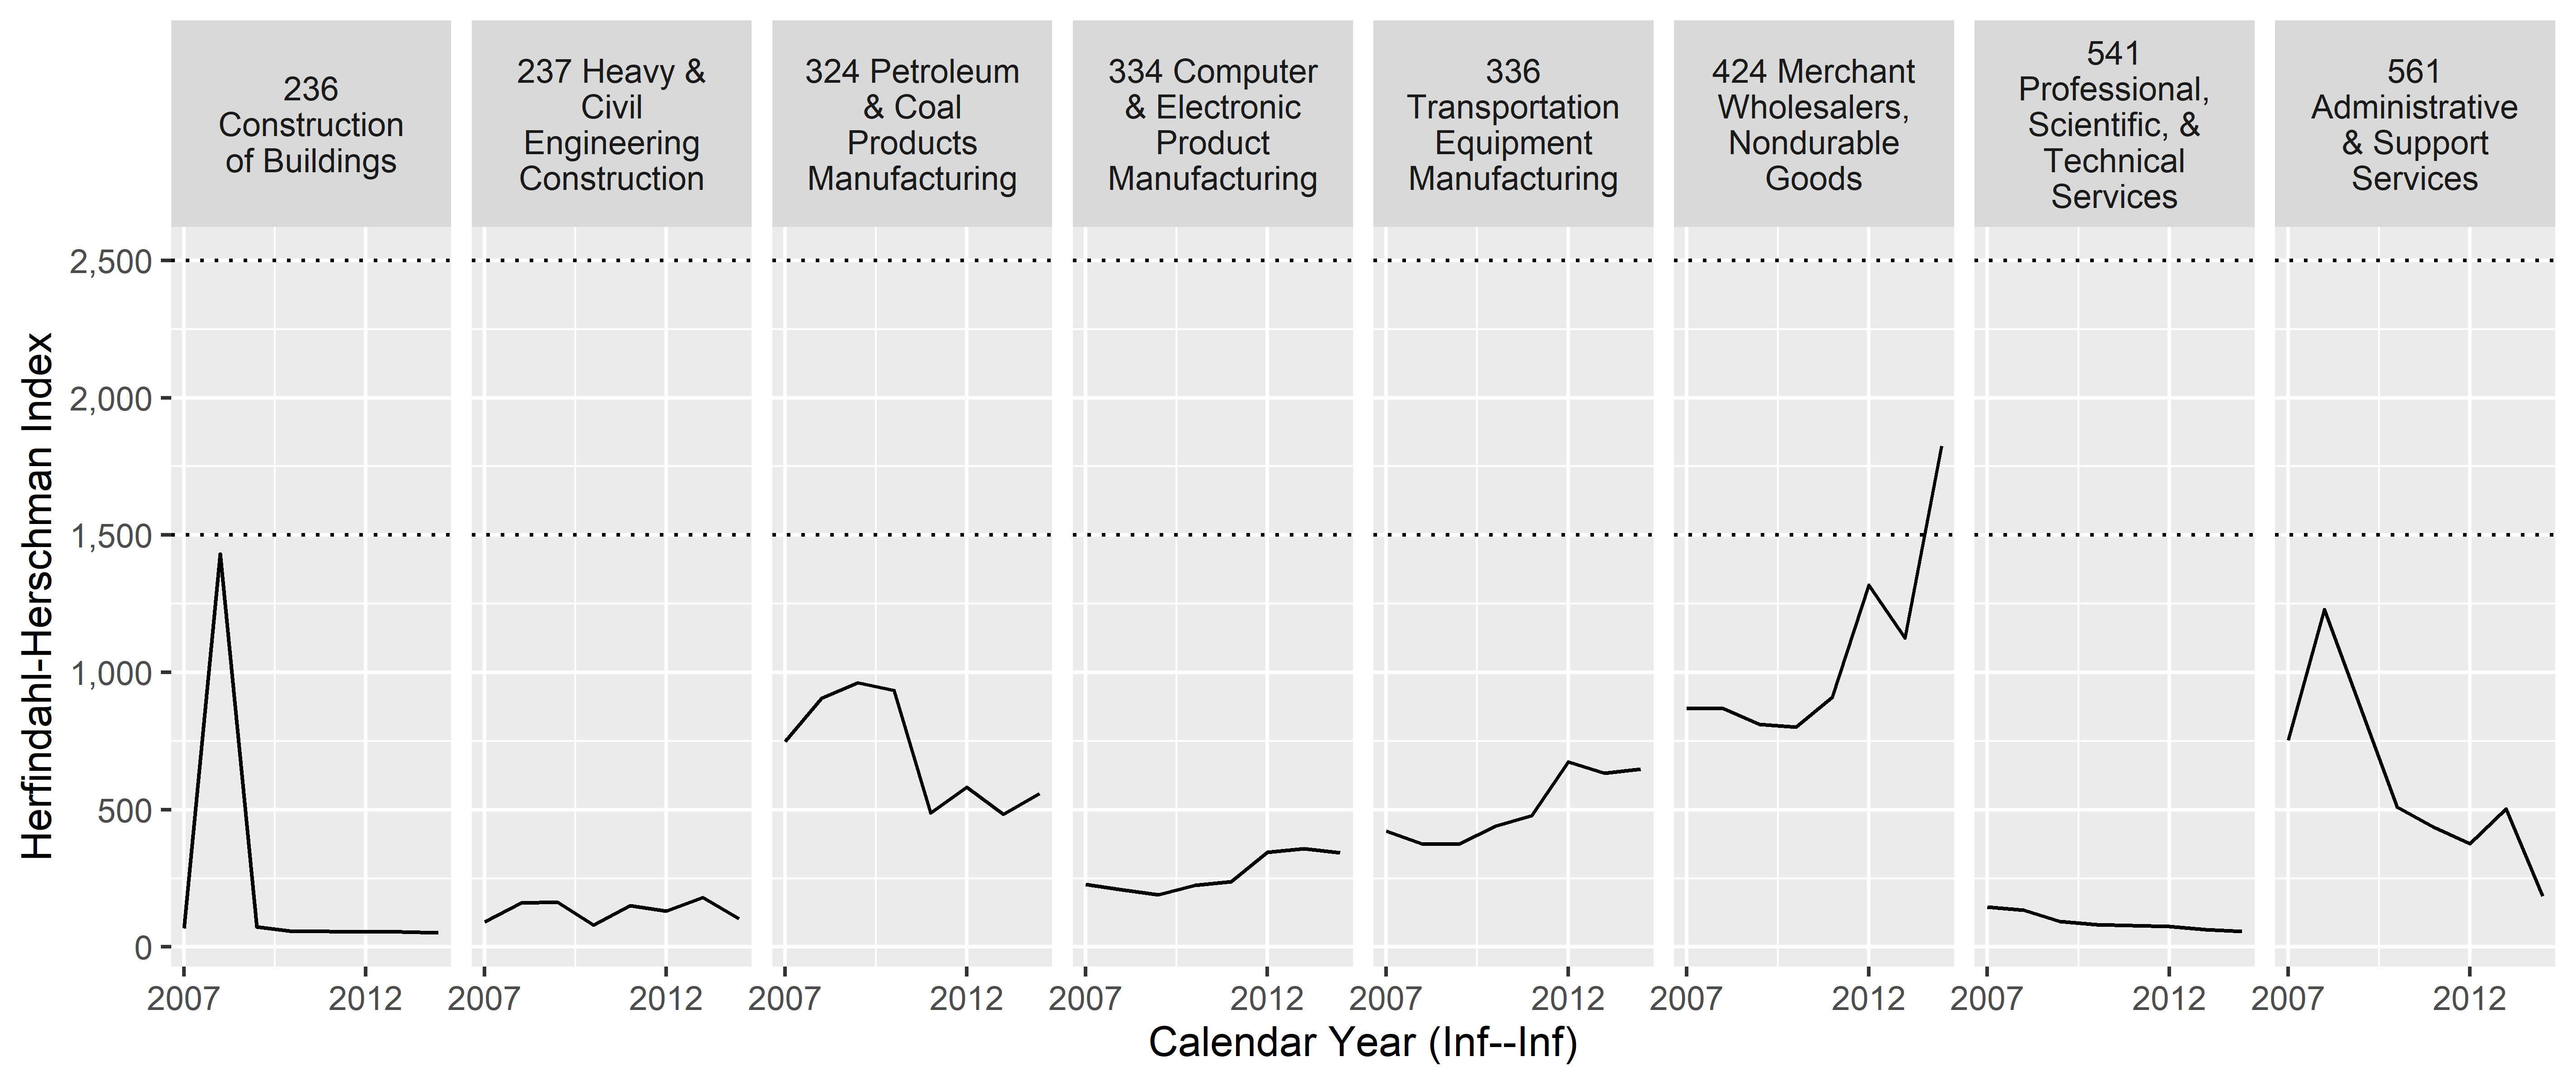 236
Construction
of Buildings
237 Heavy &
Civil
Engineering
Construction
324 Petroleum
& Coal
Products
Manufacturing
334 Computer
& Electronic
Product
Manufacturing
336
Transportation
Equipment
Manufacturing
424 Merchant
Wholesalers,
Nondurable
Goods
541
Professional,
Scientific, &
Technical
Services
561
Administrative
& Support
Services
Herfindahl-Herschman Index
2,500
2,000
1,500
1,000
500
0
2007 2012 2007 2012 2007 2012 2007 2012 2007 2012 2007 2012 2007 2012 2007 2012
Calendar Year (Inf--Inf)